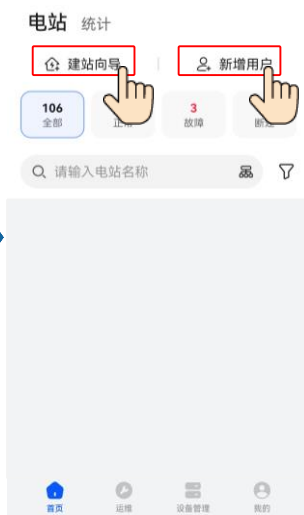 电站 统计
建站向导 新增用户
106 3
全部 故障
请输入电站名称
首页 运维 设备管理 我的